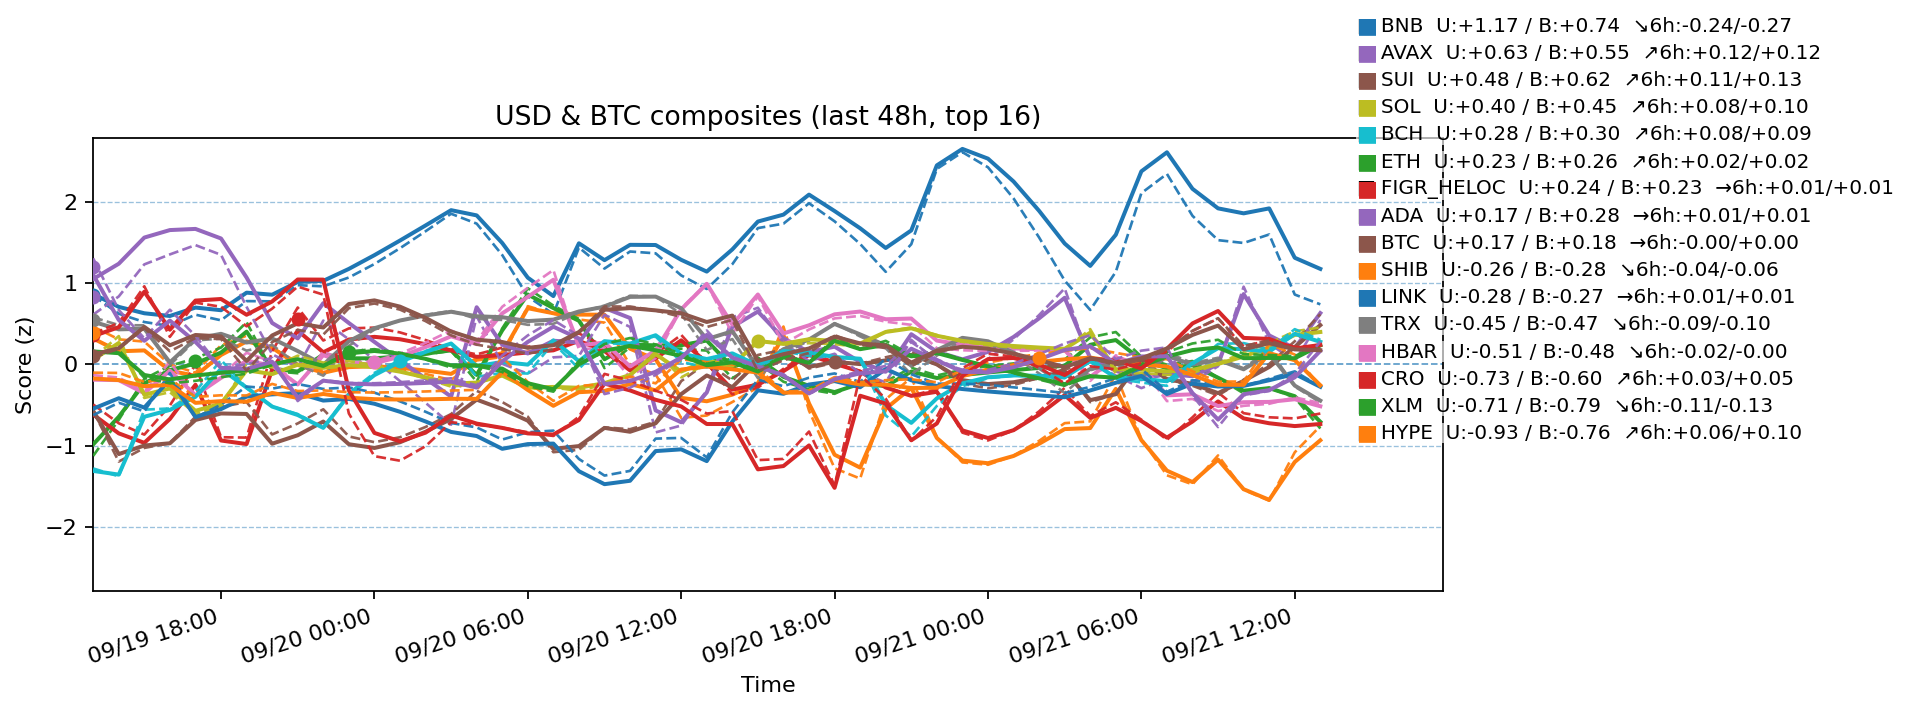 USD & BTC composites (last 48h, top 16)
BNB  U:+1.17 / B:+0.74  ↘6h:-0.24/-0.27
AVAX  U:+0.63 / B:+0.55  ↗6h:+0.12/+0.12
SUI  U:+0.48 / B:+0.62  ↗6h:+0.11/+0.13
SOL  U:+0.40 / B:+0.45  ↗6h:+0.08/+0.10
BCH  U:+0.28 / B:+0.30  ↗6h:+0.08/+0.09
ETH  U:+0.23 / B:+0.26  ↗6h:+0.02/+0.02
FIGR_HELOC  U:+0.24 / B:+0.23  →6h:+0.01/+0.01
ADA  U:+0.17 / B:+0.28  →6h:+0.01/+0.01
BTC  U:+0.17 / B:+0.18  →6h:-0.00/+0.00
SHIB  U:-0.26 / B:-0.28  ↘6h:-0.04/-0.06
LINK  U:-0.28 / B:-0.27  →6h:+0.01/+0.01
TRX  U:-0.45 / B:-0.47  ↘6h:-0.09/-0.10
HBAR  U:-0.51 / B:-0.48  ↘6h:-0.02/-0.00
CRO  U:-0.73 / B:-0.60  ↗6h:+0.03/+0.05
XLM  U:-0.71 / B:-0.79  ↘6h:-0.11/-0.13
HYPE  U:-0.93 / B:-0.76  ↗6h:+0.06/+0.10
Score (z)
2
1
0
−1
−2
09/19 18:00
09/20 00:00
09/20 06:00
09/20 12:00
09/20 18:00
09/21 00:00
09/21 06:00
09/21 12:00
Time